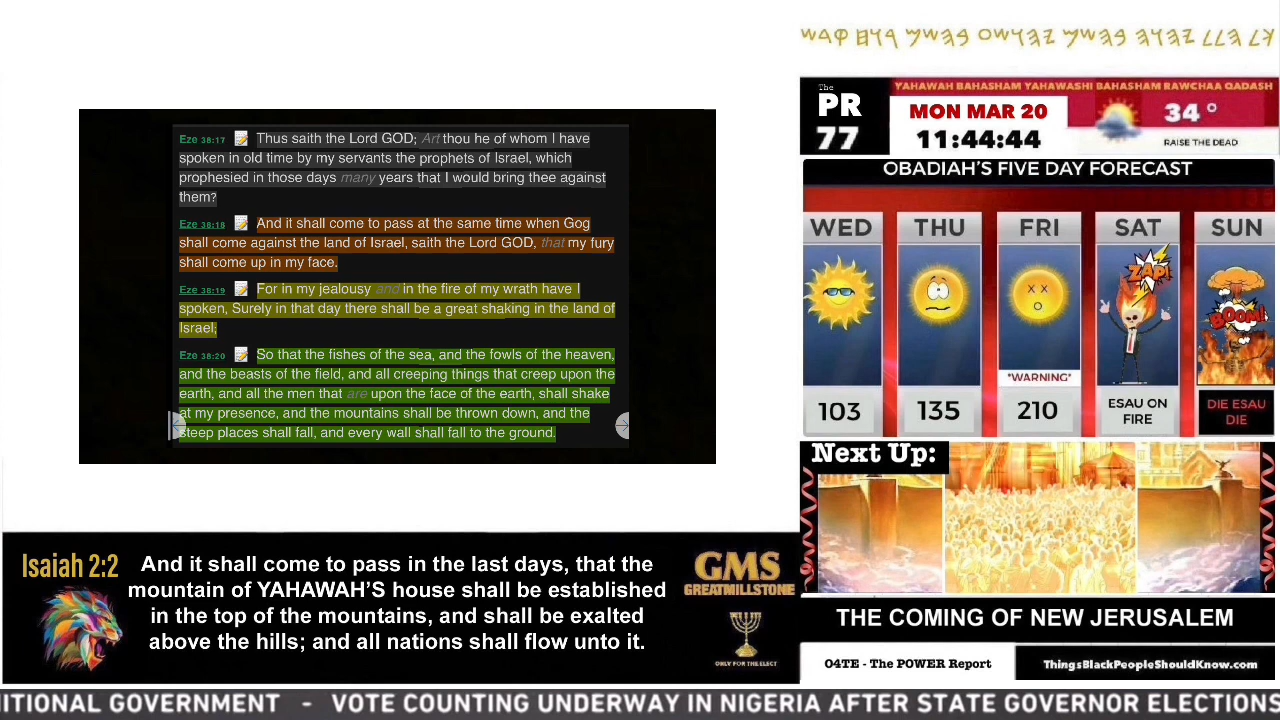 𐤊𐤋 𐤄𐤋𐤋 𐤉𐤄𐤅𐤄 𐤁𐤄𐤔𐤌 𐤉𐤄𐤅𐤔𐤏 𐤁𐤄𐤔𐤌 𐤓𐤅𐤇 𐤒𐤃𐤔
The
PR
77
YAHAWAH BAHASHAM YAHAWASHI BAHASHAM RAWCHAA QADASH
MON MAR 20
11:44:44
34°
RAISE THE DEAD
Eze 38:17 Thus saith the Lord GOD; Art thou he of whom I have
spoken in old time by my servants the prophets of Israel, which
prophesied in those days many years that I would bring thee against
them?
Eze 38:18 And it shall come to pass at the same time when Gog
shall come against the land of Israel, saith the Lord GOD, that my fury
shall come up in my face.
Eze 38:19 For in my jealousy and in the fire of my wrath have I
spoken, Surely in that day there shall be a great shaking in the land of
Israel;
Eze 38:20 So that the fishes of the sea, and the fowls of the heaven,
and the beasts of the field, and all creeping things that creep upon the
earth, and all the men that are upon the face of the earth, shall shake
at my presence, and the mountains shall be thrown down, and the
steep places shall fall, and every wall shall fall to the ground.
OBADIAH'S FIVE DAY FORECAST
WED THU FRI SAT SUN
ZAP!
BOOM!
*WARNING*
103 135 210 ESAU ON FIRE DIE ESAU DIE
Next Up:
THE COMING OF NEW JERUSALEM
O4TE - The POWER Report
ThingsBlackPeopleShouldKnow.com
Isaiah 2:2
And it shall come to pass in the last days, that the
mountain of YAHAWAH'S house shall be established
in the top of the mountains, and shall be exalted
above the hills; and all nations shall flow unto it.
GMS
GREATMILLSTONE
ONLY FOR THE ELECT
ITIONAL GOVERNMENT - VOTE COUNTING UNDERWAY IN NIGERIA AFTER STATE GOVERNOR ELECTIONS